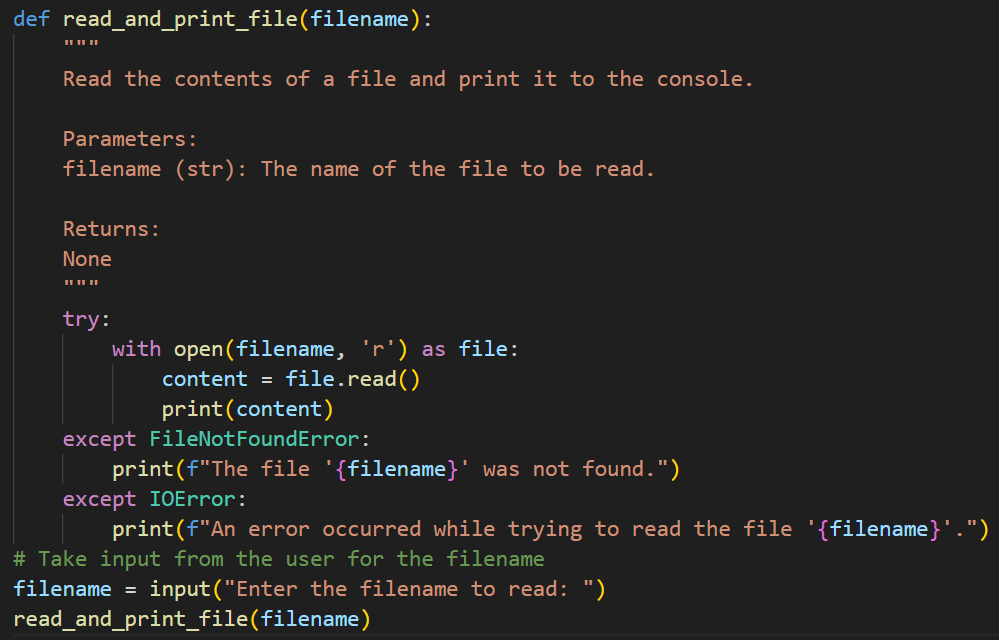 def read_and_print_file(filename):
    """
    Read the contents of a file and print it to the console.

    Parameters:
    filename (str): The name of the file to be read.

    Returns:
    None
    """
    try:
        with open(filename, 'r') as file:
            content = file.read()
            print(content)
    except FileNotFoundError:
        print(f"The file '{filename}' was not found.")
    except IOError:
        print(f"An error occurred while trying to read the file '{filename}'.")
# Take input from the user for the filename
filename = input("Enter the filename to read: ")
read_and_print_file(filename)